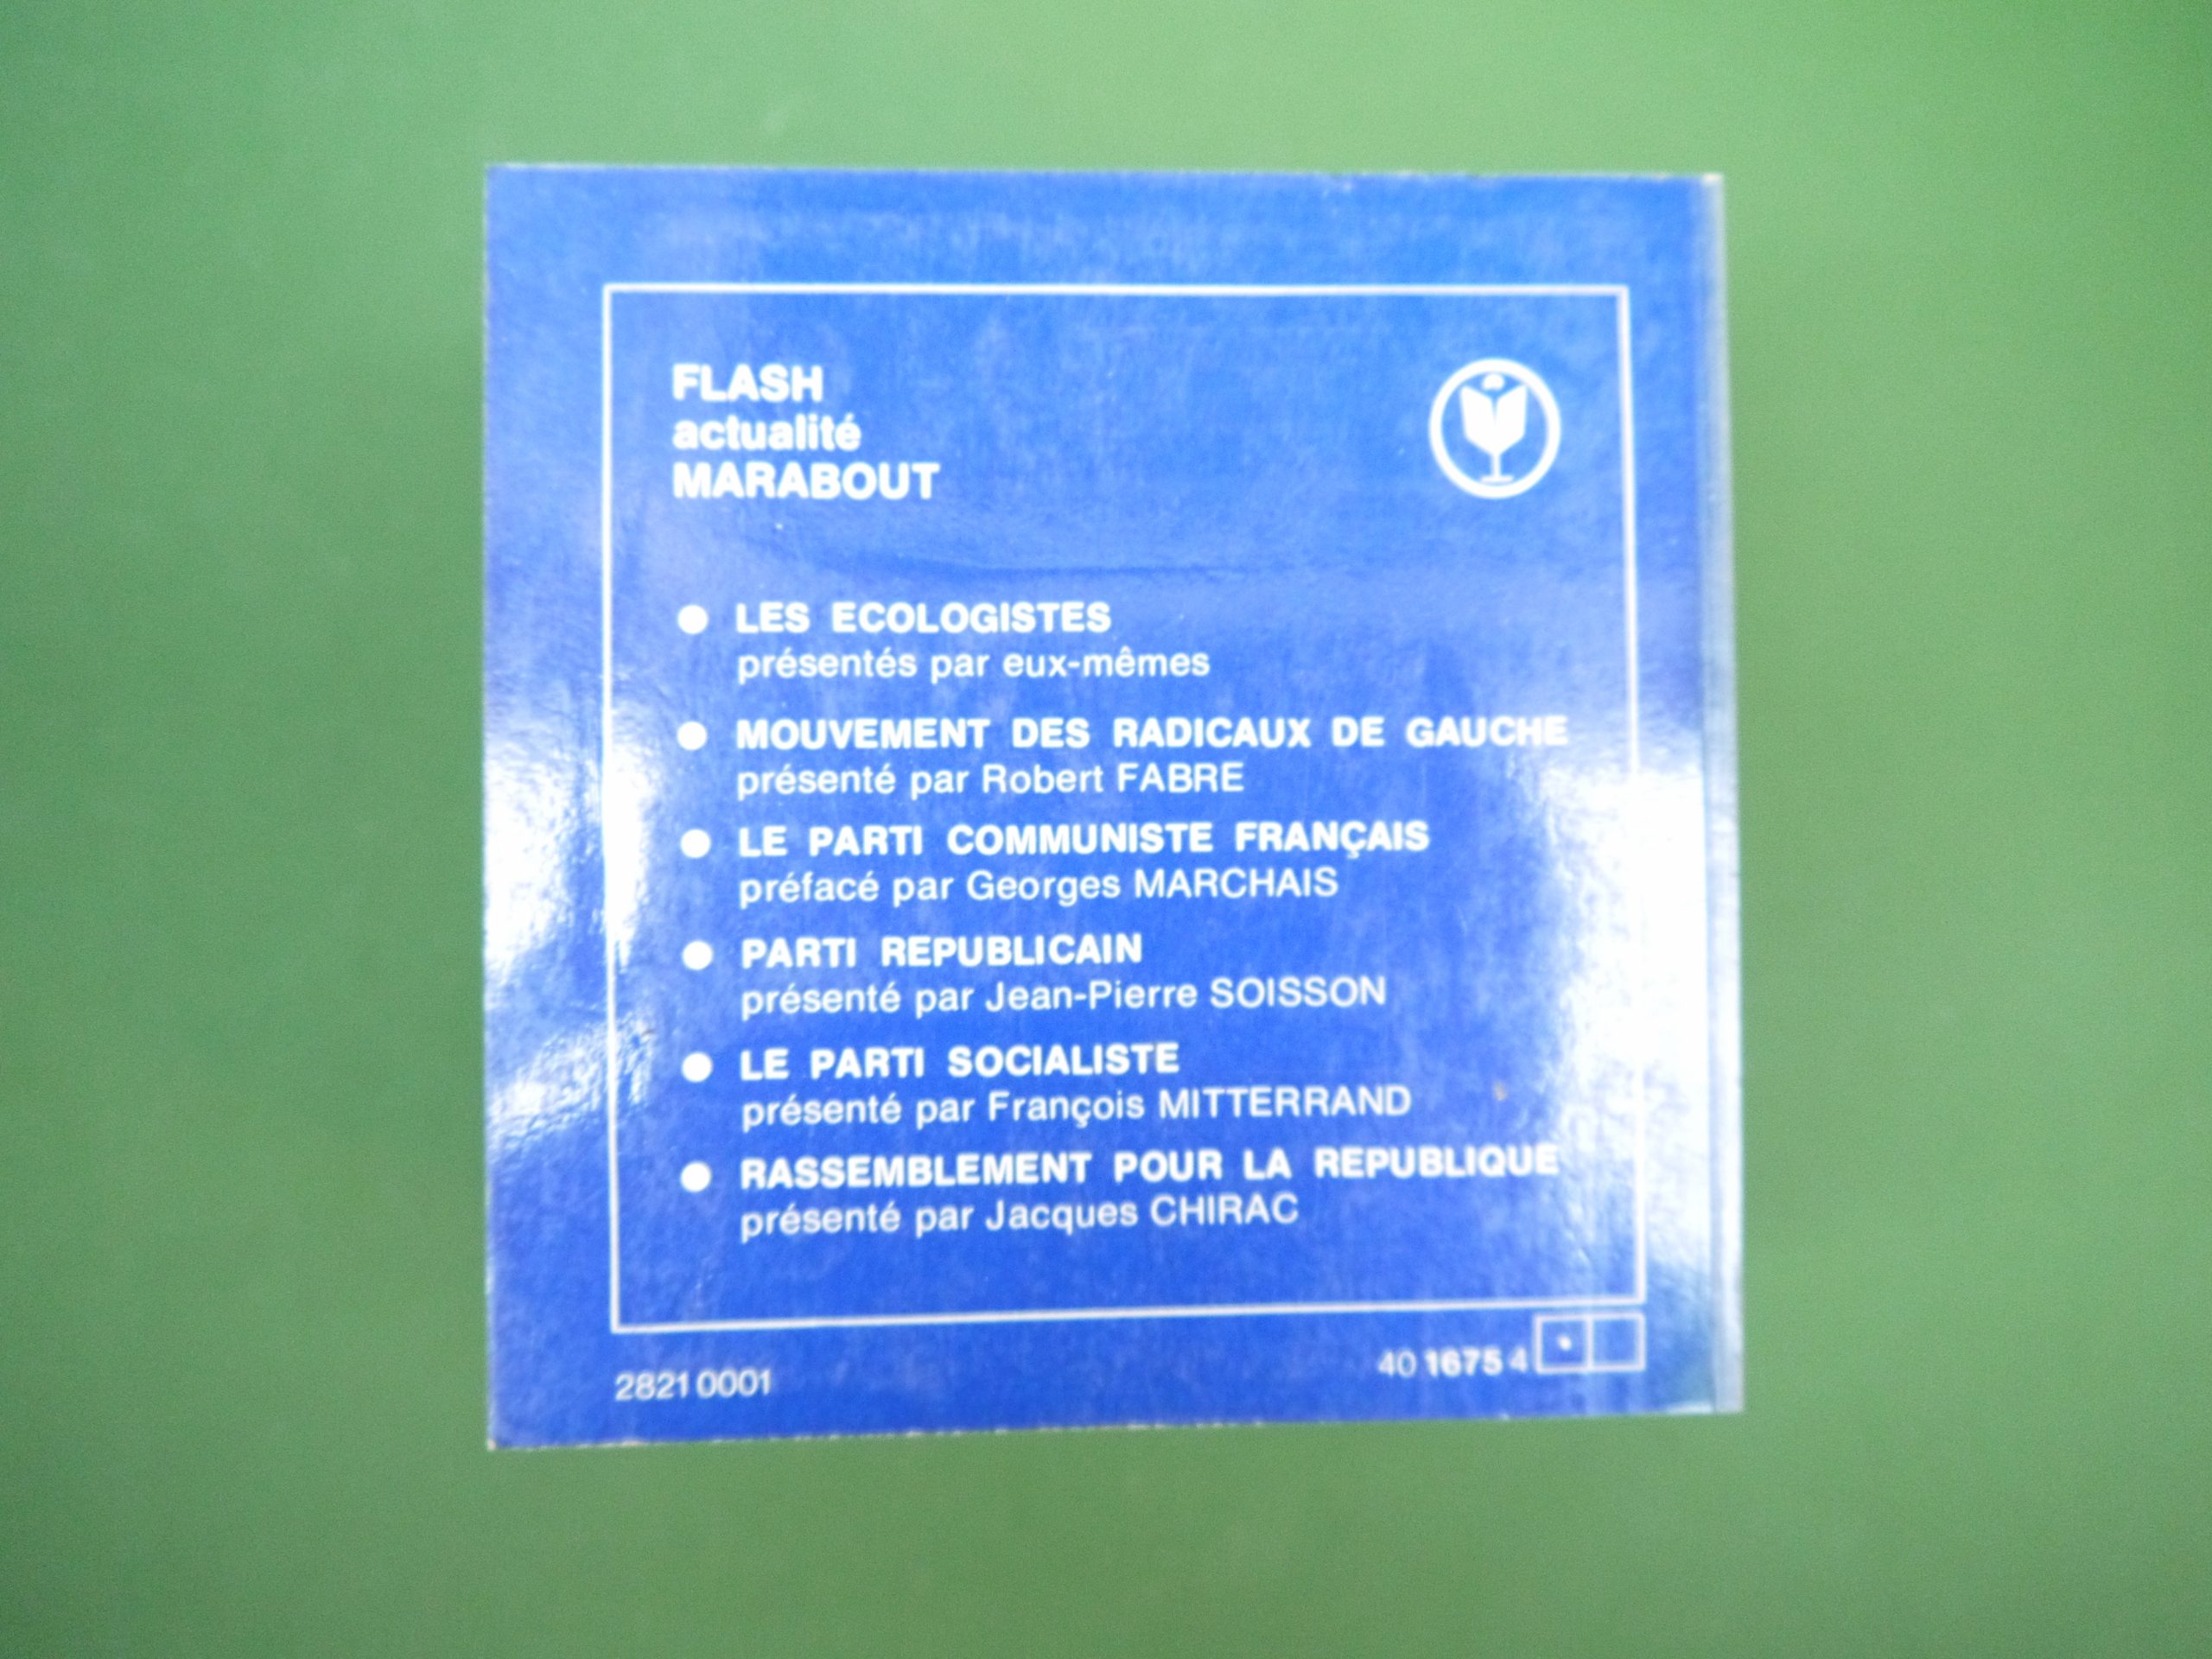 FLASH
actualité
MARABOUT
● LES ECOLOGISTES
présentés par eux-mêmes
● MOUVEMENT DES RADICAUX DE GAUCHE
présenté par Robert FABRE
● LE PARTI COMMUNISTE FRANÇAIS
préfacé par Georges MARCHAIS
● PARTI REPUBLICAIN
présenté par Jean-Pierre SOISSON
● LE PARTI SOCIALISTE
présenté par François MITTERRAND
● RASSEMBLEMENT POUR LA REPUBLIQUE
présenté par Jacques CHIRAC
28210001
40 1675 4